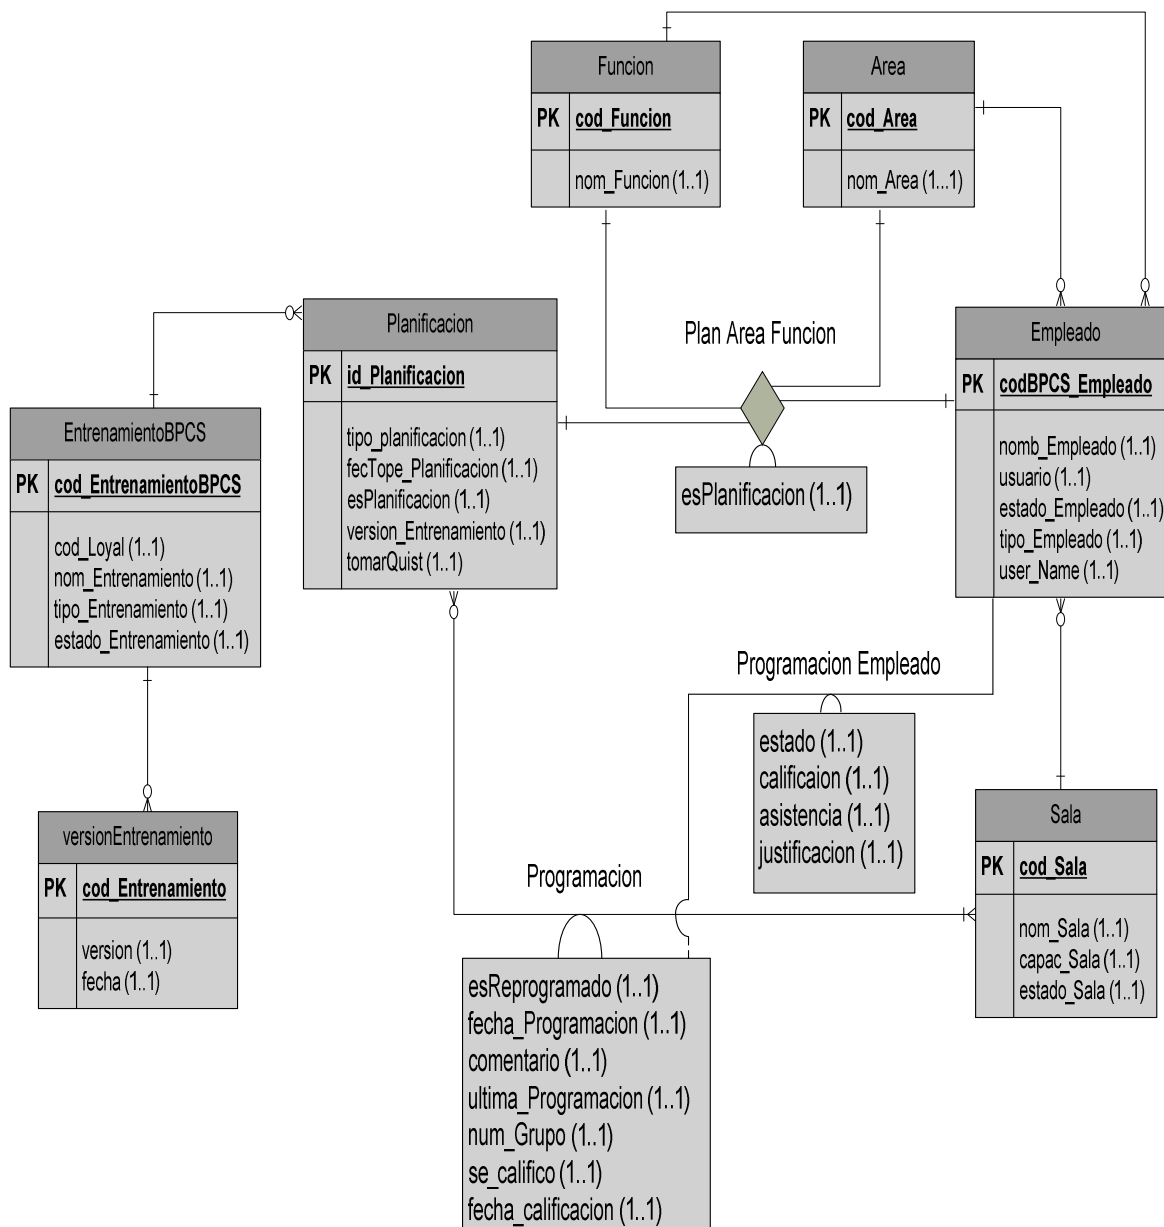 Funcion
PK cod_Funcion
nom_Funcion (1..1)
Area
PK cod_Area
nom_Area (1...1)
Planificacion
PK id_Planificacion
tipo_planificacion (1..1)
fecTope_Planificacion (1..1)
esPlanificacion (1..1)
version_Entrenamiento (1..1)
tomarQuist (1..1)
Plan Area Funcion
esPlanificacion (1..1)
Empleado
PK codBPCS_Empleado
nomb_Empleado (1..1)
usuario (1..1)
estado_Empleado (1..1)
tipo_Empleado (1..1)
user_Name (1..1)
EntrenamientoBPCS
PK cod_EntrenamientoBPCS
cod_Loyal (1..1)
nom_Entrenamiento (1..1)
tipo_Entrenamiento (1..1)
estado_Entrenamiento (1..1)
Programacion Empleado
estado (1..1)
calificaion (1..1)
asistencia (1..1)
justificacion (1..1)
versionEntrenamiento
PK cod_Entrenamiento
version (1..1)
fecha (1..1)
Sala
PK cod_Sala
nom_Sala (1..1)
capac_Sala (1..1)
estado_Sala (1..1)
Programacion
esReprogramado (1..1)
fecha_Programacion (1..1)
comentario (1..1)
ultima_Programacion (1..1)
num_Grupo (1..1)
se_califico (1..1)
fecha_calificacion (1..1)